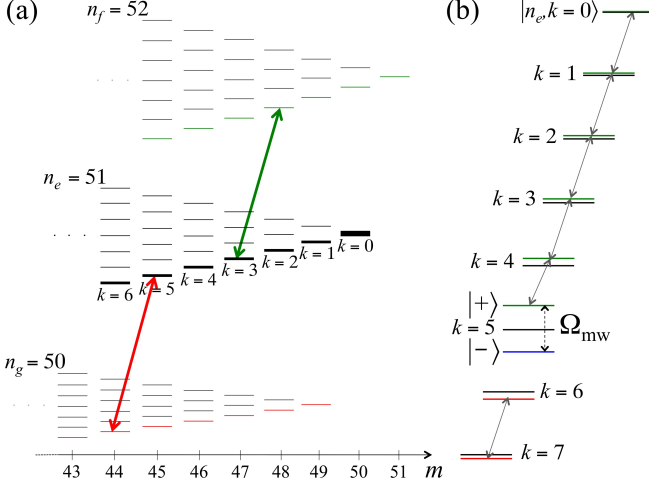 (a)
n_f = 52
n_e = 51
k = 6
k = 5
k = 4
k = 3
k = 2
k = 1
k = 0
n_g = 50
43 44 45 46 47 48 49 50 51 m
(b)
|n_e, k = 0⟩
k = 1
k = 2
k = 3
k = 4
|+⟩
k = 5
Ω_mw
|−⟩
k = 6
k = 7